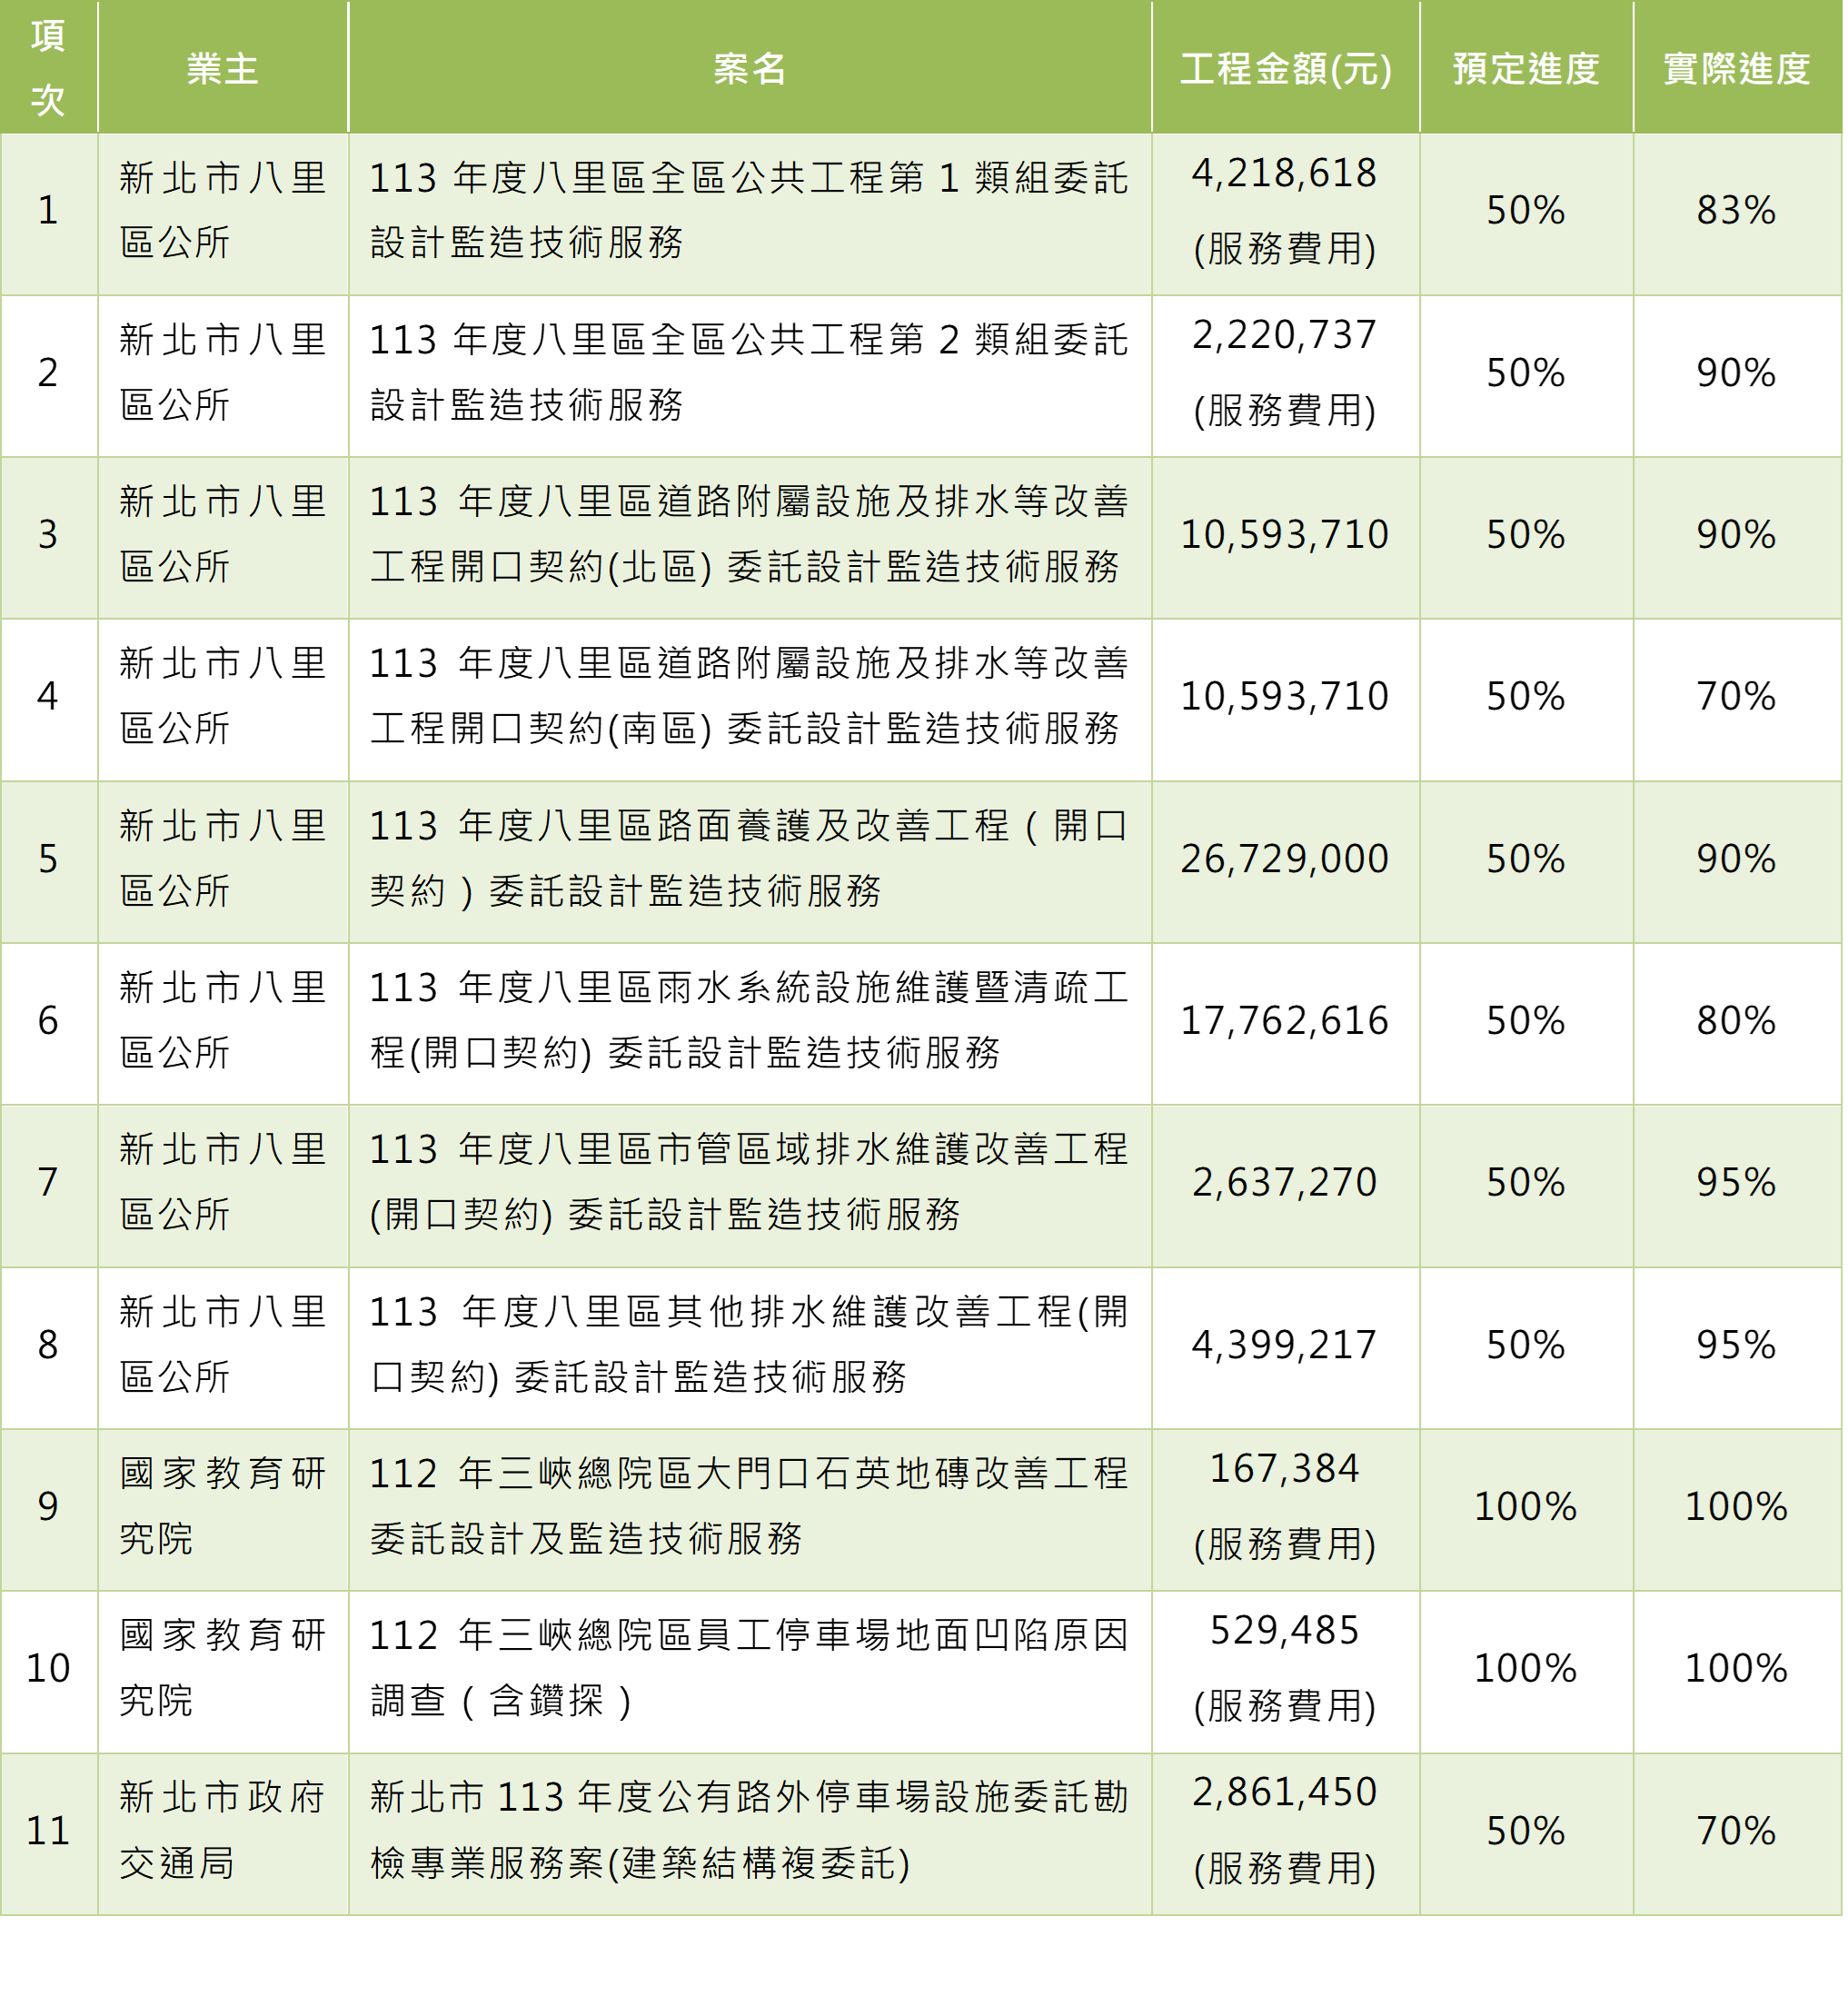 項次 業主 案名 工程金額(元) 預定進度 實際進度
1
新北市八里
區公所
113 年度八里區全區公共工程第 1 類組委託
設計監造技術服務
4,218,618
(服務費用)
50%
83%
2
新北市八里
區公所
113 年度八里區全區公共工程第 2 類組委託
設計監造技術服務
2,220,737
(服務費用)
50%
90%
3
新北市八里
區公所
113 年度八里區道路附屬設施及排水等改善
工程開口契約(北區) 委託設計監造技術服務
10,593,710
50%
90%
4
新北市八里
區公所
113 年度八里區道路附屬設施及排水等改善
工程開口契約(南區) 委託設計監造技術服務
10,593,710
50%
70%
5
新北市八里
區公所
113 年度八里區路面養護及改善工程（開口
契約）委託設計監造技術服務
26,729,000
50%
90%
6
新北市八里
區公所
113 年度八里區雨水系統設施維護暨清疏工
程(開口契約) 委託設計監造技術服務
17,762,616
50%
80%
7
新北市八里
區公所
113 年度八里區市管區域排水維護改善工程
(開口契約) 委託設計監造技術服務
2,637,270
50%
95%
8
新北市八里
區公所
113 年度八里區其他排水維護改善工程(開
口契約) 委託設計監造技術服務
4,399,217
50%
95%
9
國家教育研
究院
112 年三峽總院區大門口石英地磚改善工程
委託設計及監造技術服務
167,384
(服務費用)
100%
100%
10
國家教育研
究院
112 年三峽總院區員工停車場地面凹陷原因
調查（含鑽探）
529,485
(服務費用)
100%
100%
11
新北市政府
交通局
新北市 113 年度公有路外停車場設施委託勘
檢專業服務案(建築結構複委託)
2,861,450
(服務費用)
50%
70%